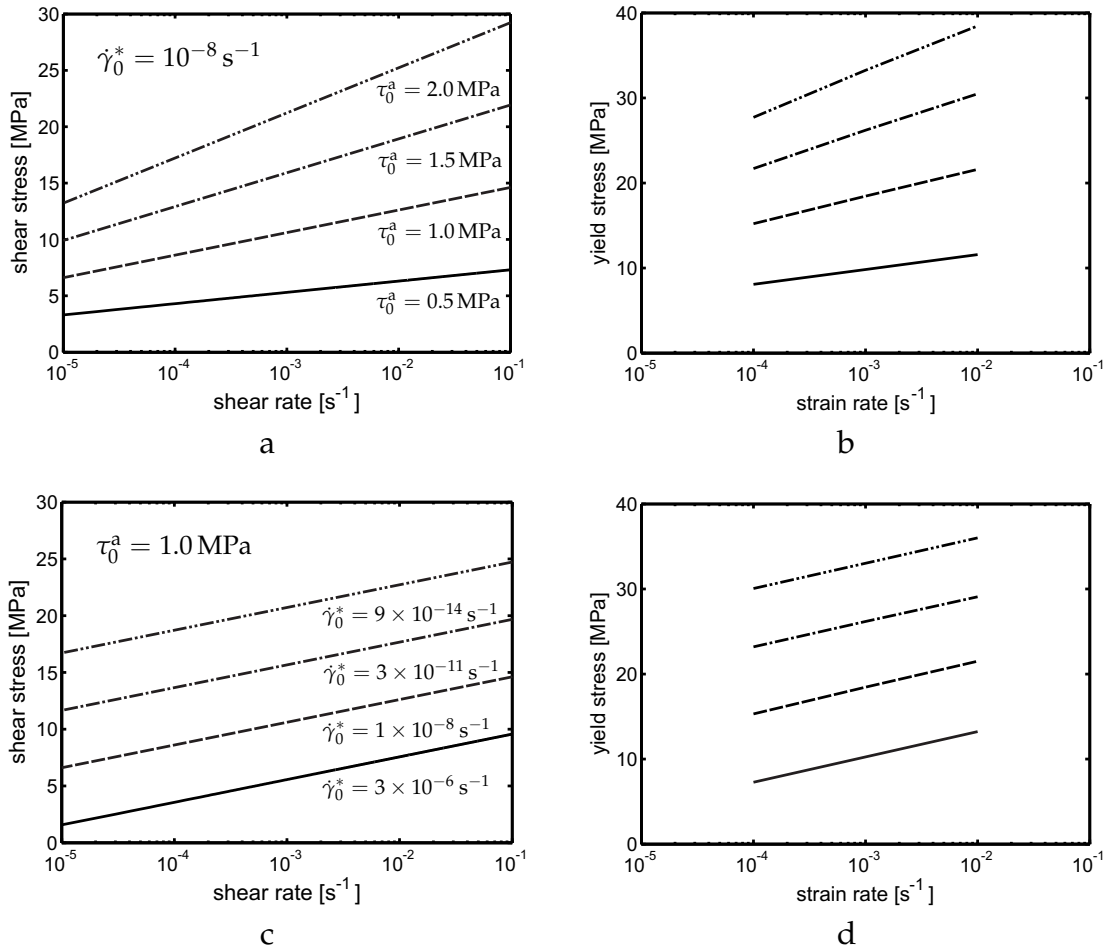 30
25
20
15
10
5
0
shear stress [MPa]
γ̇₀* = 10⁻⁸ s⁻¹
τ₀ᵃ = 2.0 MPa
τ₀ᵃ = 1.5 MPa
τ₀ᵃ = 1.0 MPa
τ₀ᵃ = 0.5 MPa
10⁻⁵ 10⁻⁴ 10⁻³ 10⁻² 10⁻¹
shear rate [s⁻¹]
a
40
30
20
10
0
yield stress [MPa]
10⁻⁵ 10⁻⁴ 10⁻³ 10⁻² 10⁻¹
strain rate [s⁻¹]
b
30
25
20
15
10
5
0
shear stress [MPa]
τ₀ᵃ = 1.0 MPa
γ̇₀* = 9 × 10⁻¹⁴ s⁻¹
γ̇₀* = 3 × 10⁻¹¹ s⁻¹
γ̇₀* = 1 × 10⁻⁸ s⁻¹
γ̇₀* = 3 × 10⁻⁶ s⁻¹
10⁻⁵ 10⁻⁴ 10⁻³ 10⁻² 10⁻¹
shear rate [s⁻¹]
c
40
30
20
10
0
yield stress [MPa]
10⁻⁵ 10⁻⁴ 10⁻³ 10⁻² 10⁻¹
strain rate [s⁻¹]
d